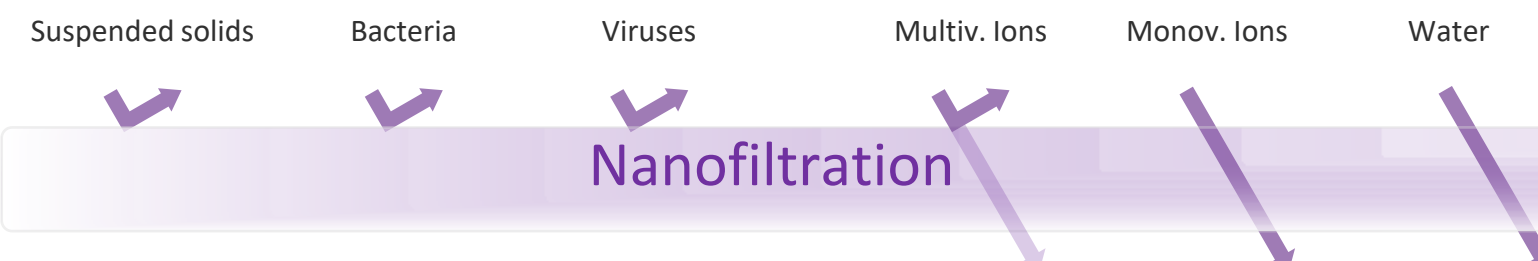 Suspended solids Bacteria Viruses Multiv. Ions Monov. Ions Water
Nanofiltration